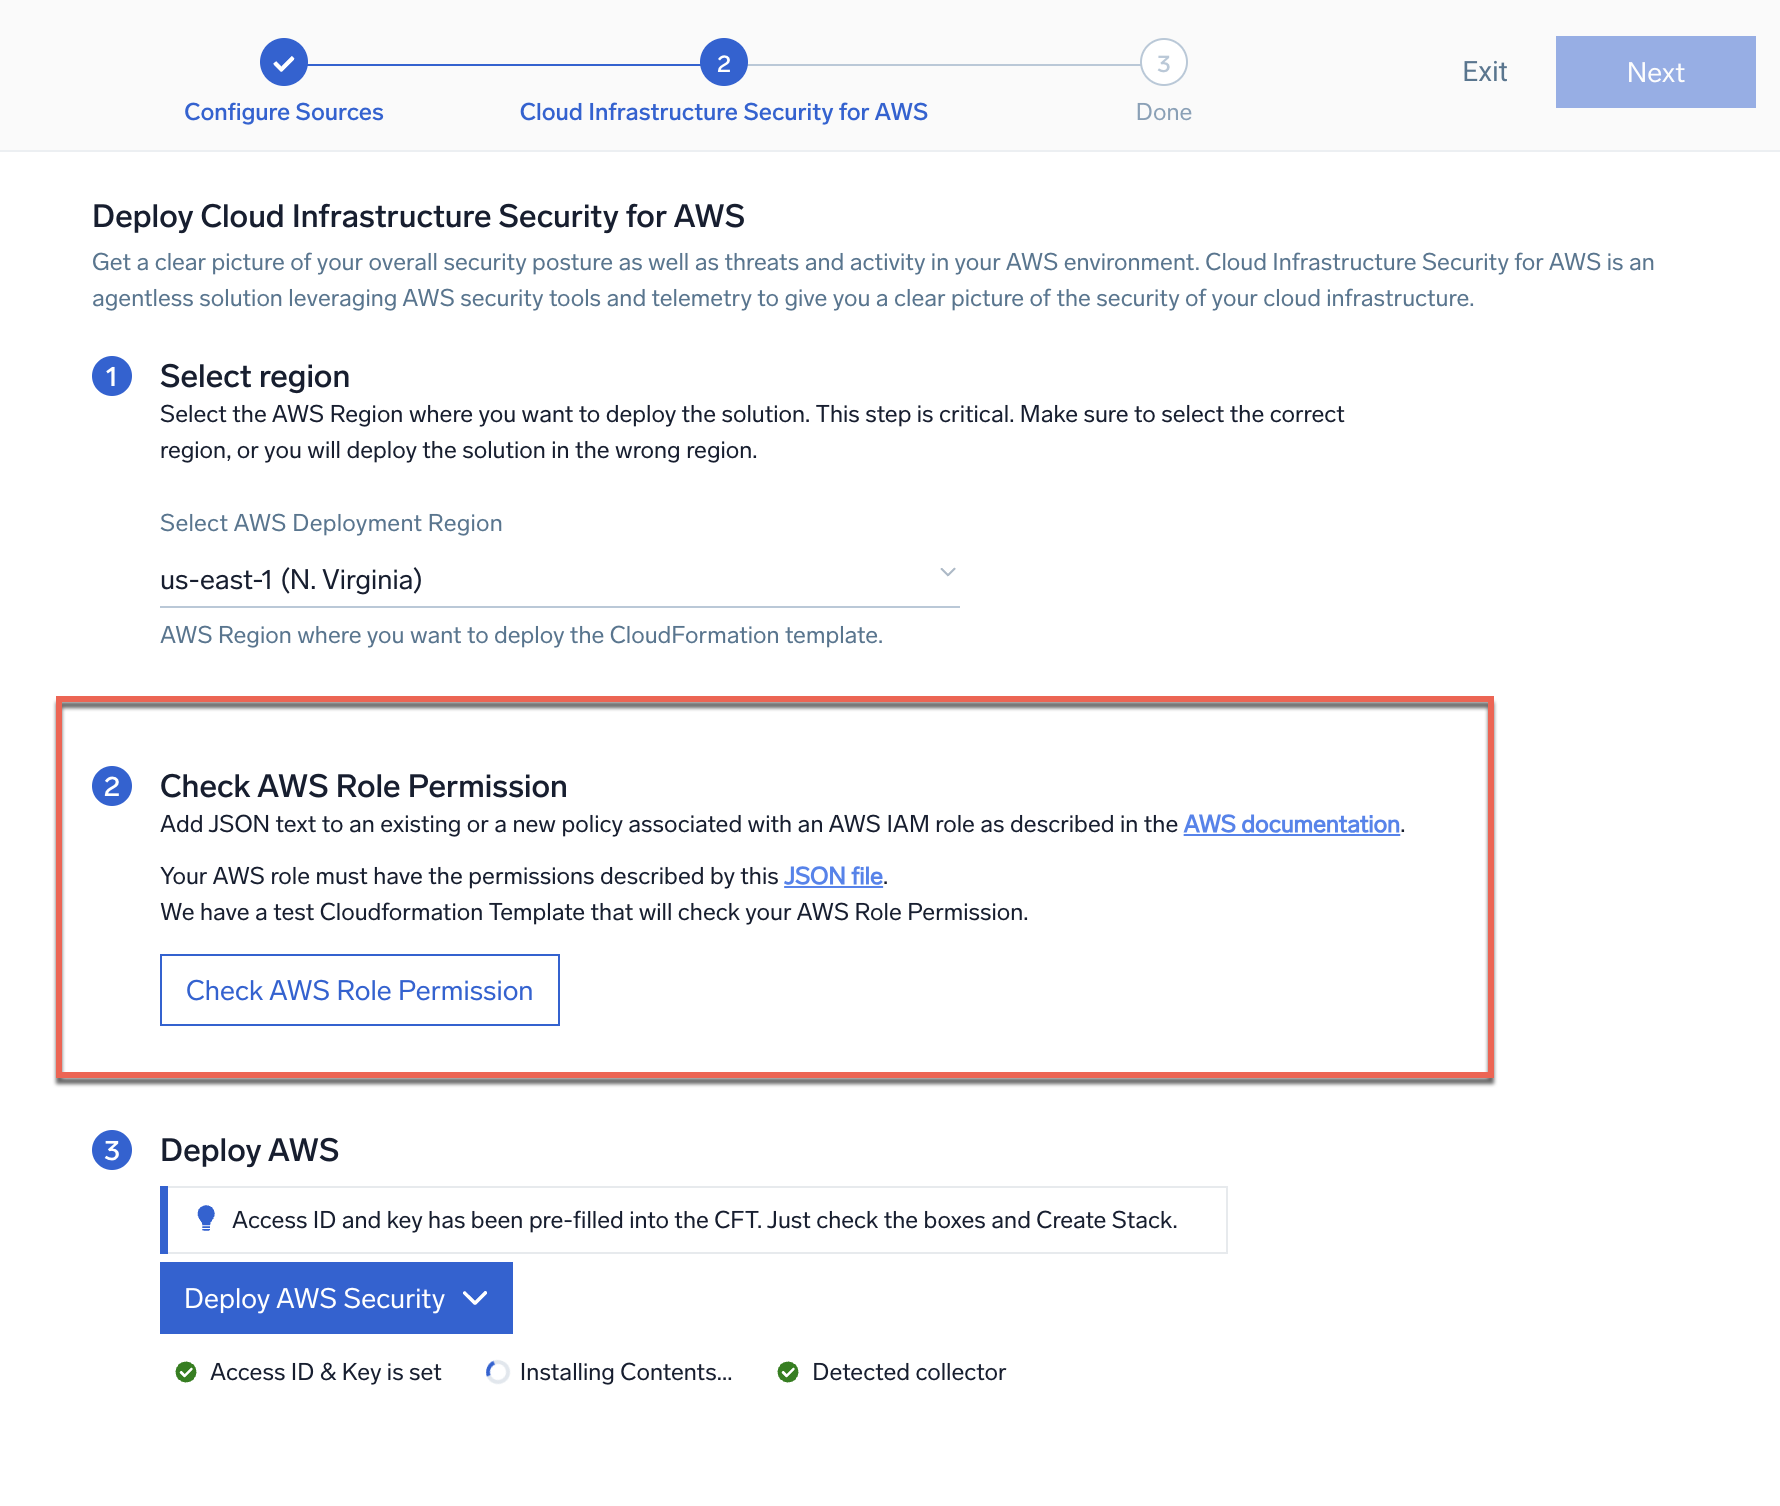 2
3
Configure Sources
Cloud Infrastructure Security for AWS
Done
Exit
Next
Deploy Cloud Infrastructure Security for AWS
Get a clear picture of your overall security posture as well as threats and activity in your AWS environment. Cloud Infrastructure Security for AWS is an
agentless solution leveraging AWS security tools and telemetry to give you a clear picture of the security of your cloud infrastructure.
1 Select region
Select the AWS Region where you want to deploy the solution. This step is critical. Make sure to select the correct
region, or you will deploy the solution in the wrong region.
Select AWS Deployment Region
us-east-1 (N. Virginia)
AWS Region where you want to deploy the CloudFormation template.
2 Check AWS Role Permission
Add JSON text to an existing or a new policy associated with an AWS IAM role as described in the AWS documentation.
Your AWS role must have the permissions described by this JSON file.
We have a test Cloudformation Template that will check your AWS Role Permission.
Check AWS Role Permission
3 Deploy AWS
Access ID and key has been pre-filled into the CFT. Just check the boxes and Create Stack.
Deploy AWS Security
Access ID & Key is set
Installing Contents...
Detected collector